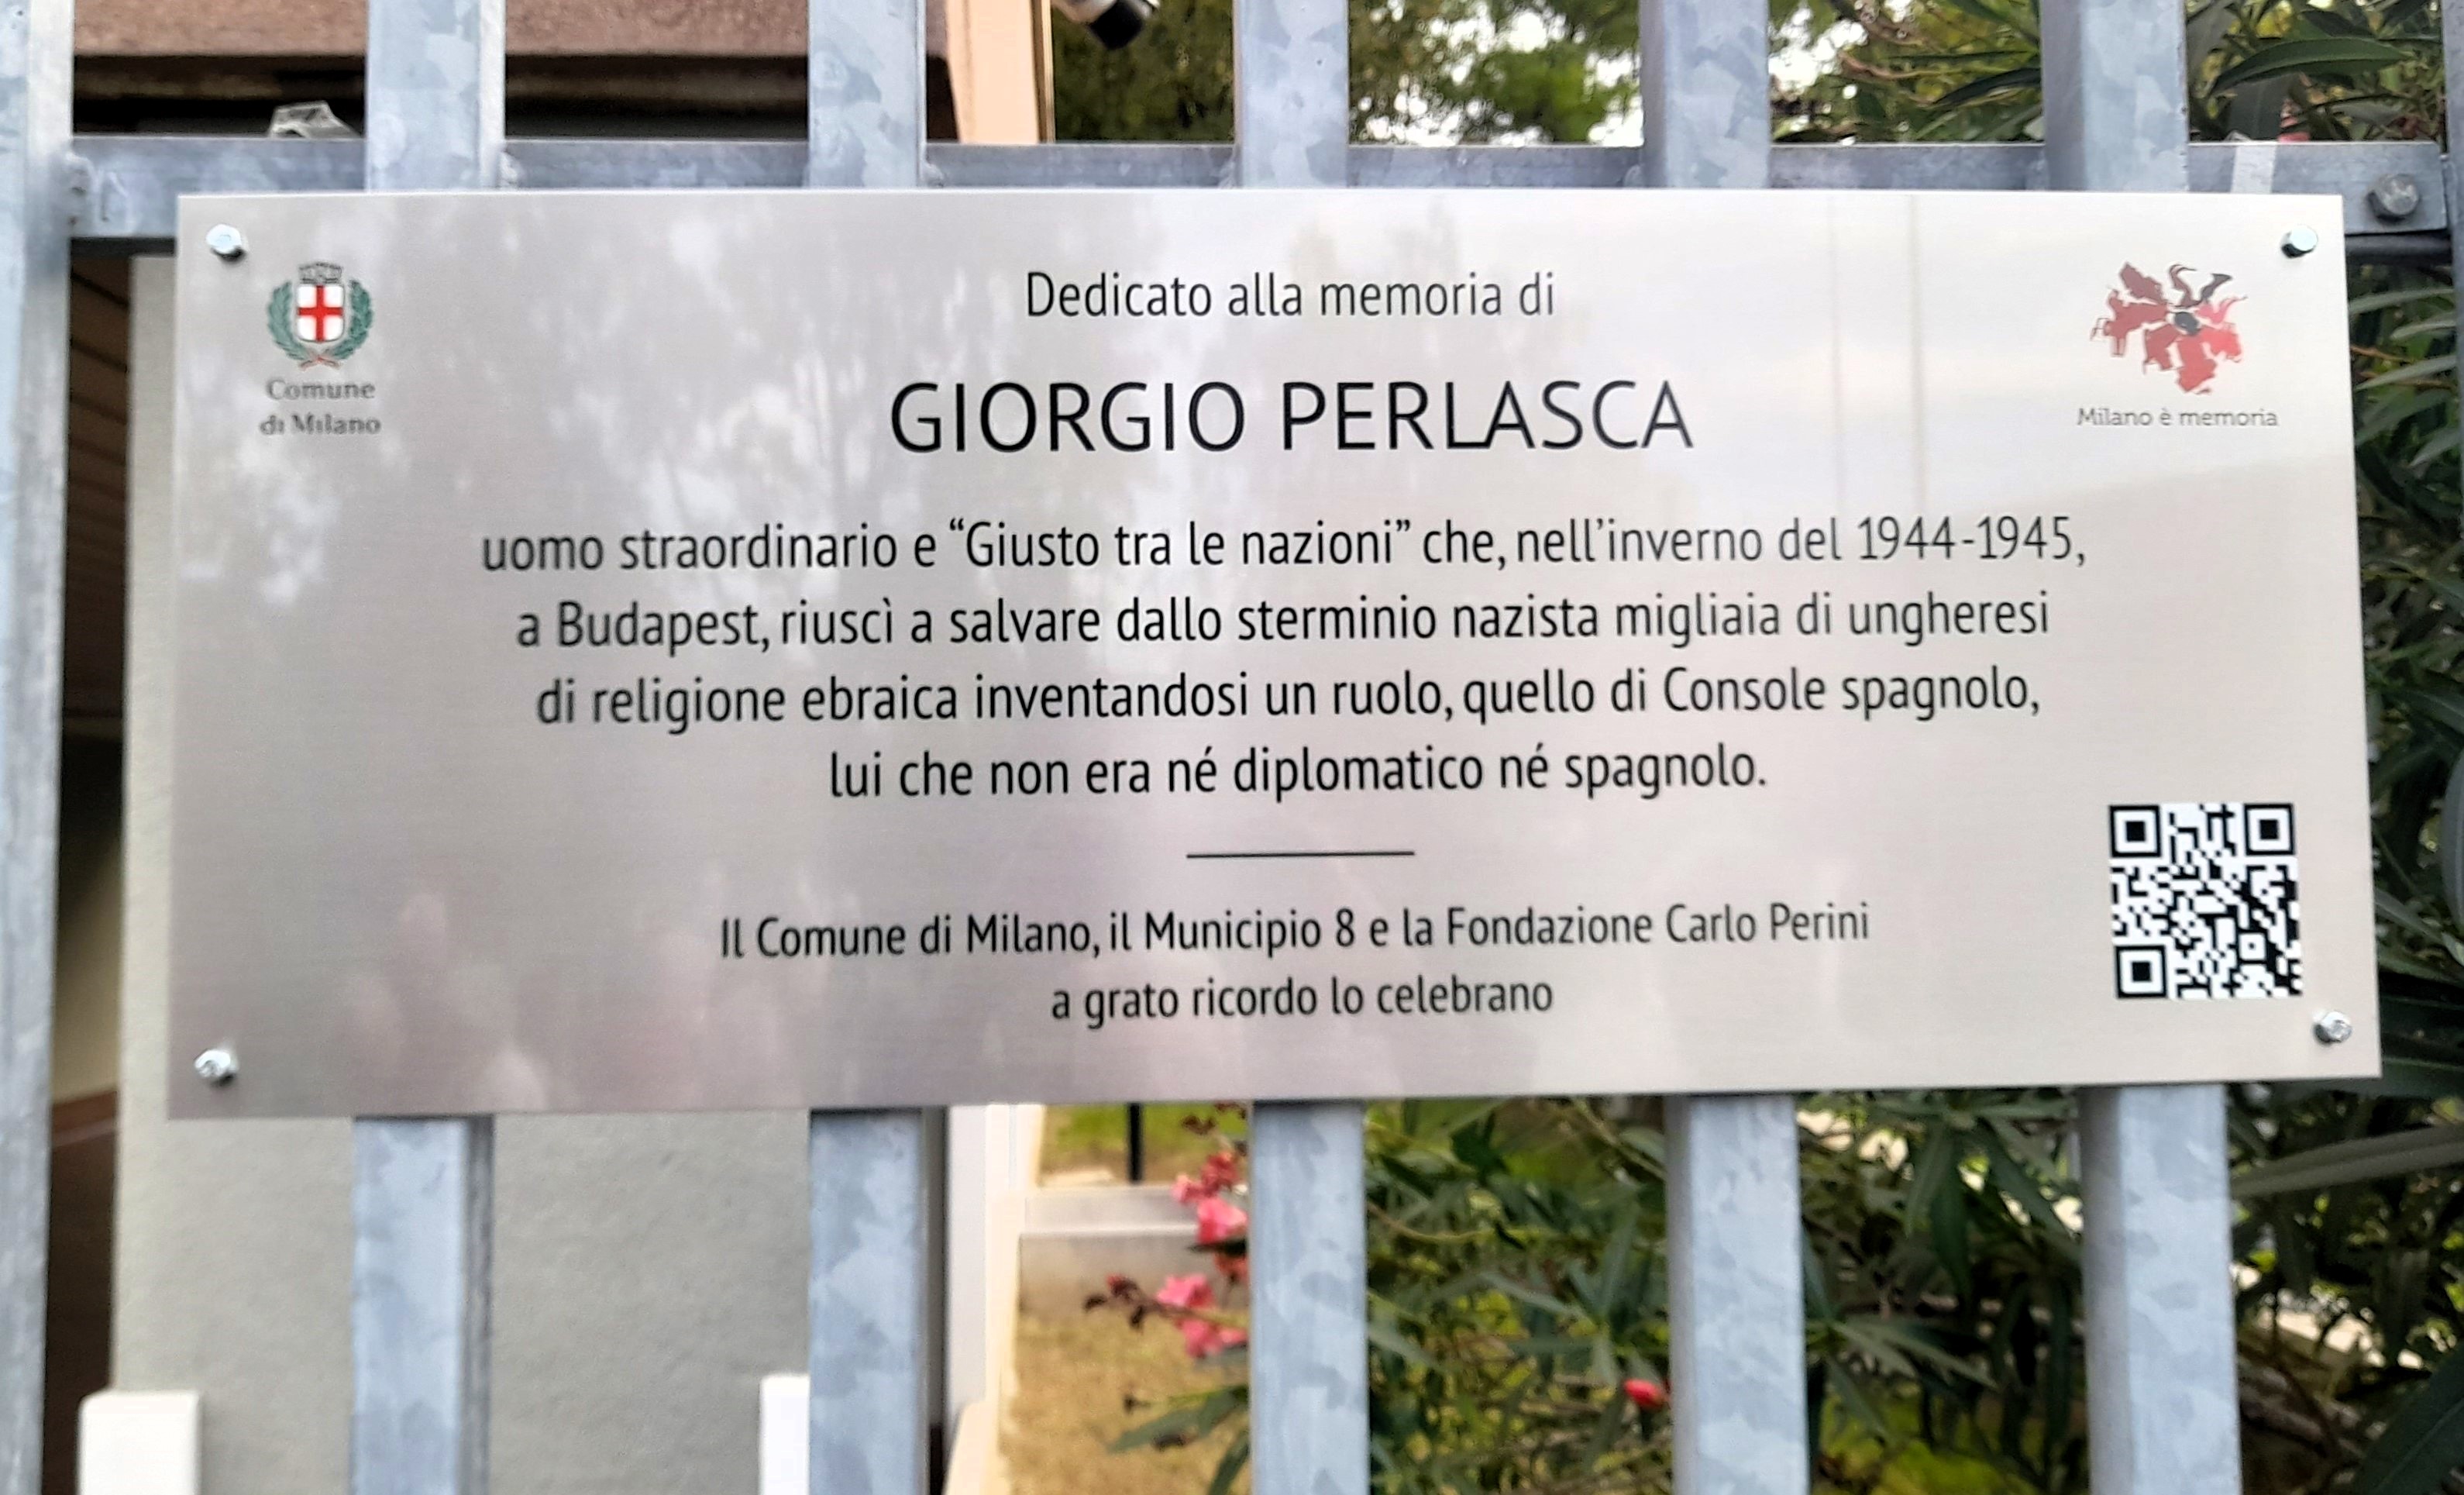 Comune
di Milano
Milano è memoria
Dedicato alla memoria di
GIORGIO PERLASCA
uomo straordinario e “Giusto tra le nazioni” che, nell’inverno del 1944-1945,
a Budapest, riuscì a salvare dallo sterminio nazista migliaia di ungheresi
di religione ebraica inventandosi un ruolo, quello di Console spagnolo,
lui che non era né diplomatico né spagnolo.
Il Comune di Milano, il Municipio 8 e la Fondazione Carlo Perini
a grato ricordo lo celebrano